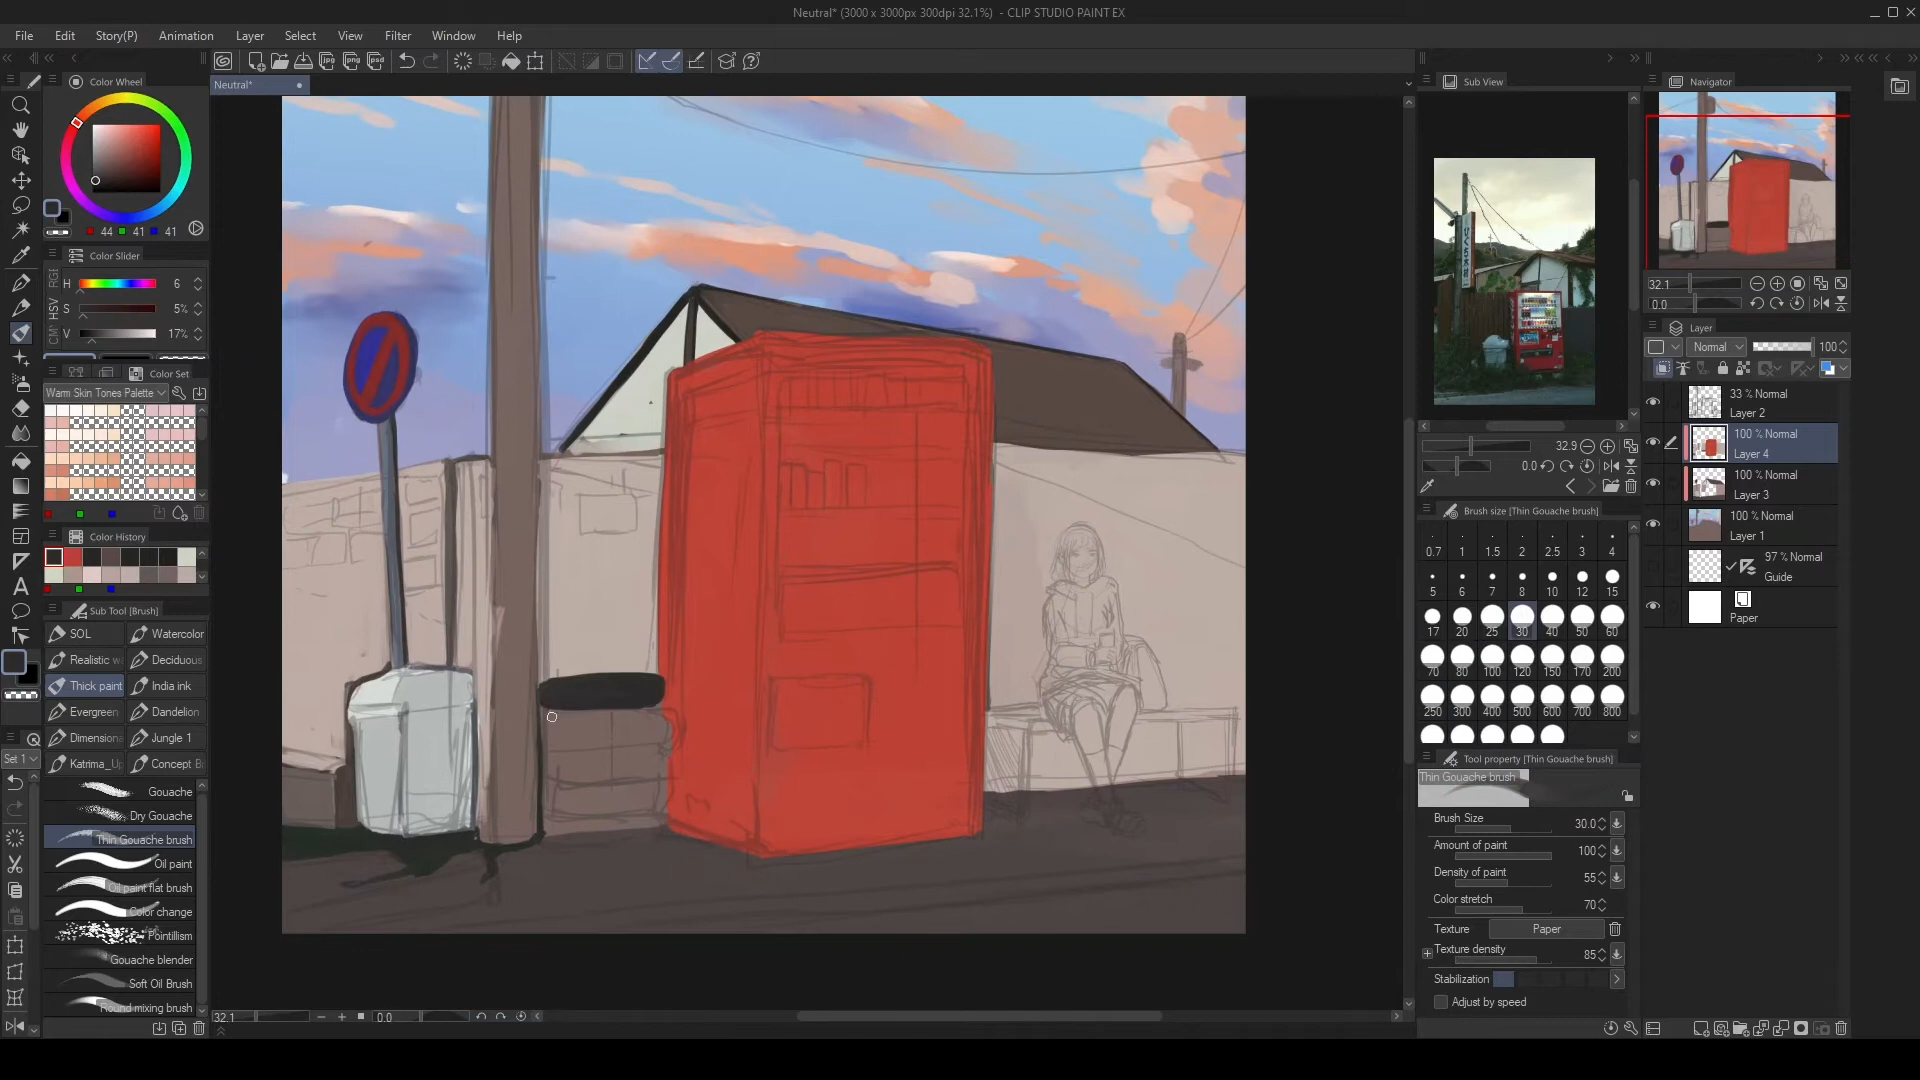 Neutral* (3000 x 3000px 300dpi 32.1%) - CLIP STUDIO PAINT EX
File Edit Story(P) Animation Layer Select View Filter Window Help
Color Wheel
Neutral*
Sub View
Navigator
44 41 41
Color Slider
H 6
S 5%
V 17%
Color Set
Warm Skin Tones Palette
Color History
Sub Tool [Brush]
SOL Watercolor
Realistic w Deciduous
Thick paint India ink
Evergreen Dandelion
Dimensiona Jungle 1
Katrima_U Concept B
Set 1
Gouache
Dry Gouache
Thin Gouache brush
Oil paint
Oil paint flat brush
Color change
Pointillism
Gouache blender
Soft Oil Brush
Round mixing brush
32.1 0.0
32.9
0.0
Brush size [Thin Gouache brush]
0.7 1 1.5 2 2.5 3 4
5 6 7 8 10 12 15
17 20 25 30 40 50 60
70 80 100 120 150 170 200
250 300 400 500 600 700 800
Tool property [Thin Gouache brush]
Thin Gouache brush
Brush Size 30.0
Amount of paint 100
Density of paint 55
Color stretch 70
Texture Paper
Texture density 85
Stabilization
Adjust by speed
32.1
0.0
Layer
Normal 100
33 % Normal
Layer 2
100 % Normal
Layer 4
100 % Normal
Layer 3
100 % Normal
Layer 1
97 % Normal
Guide
Paper